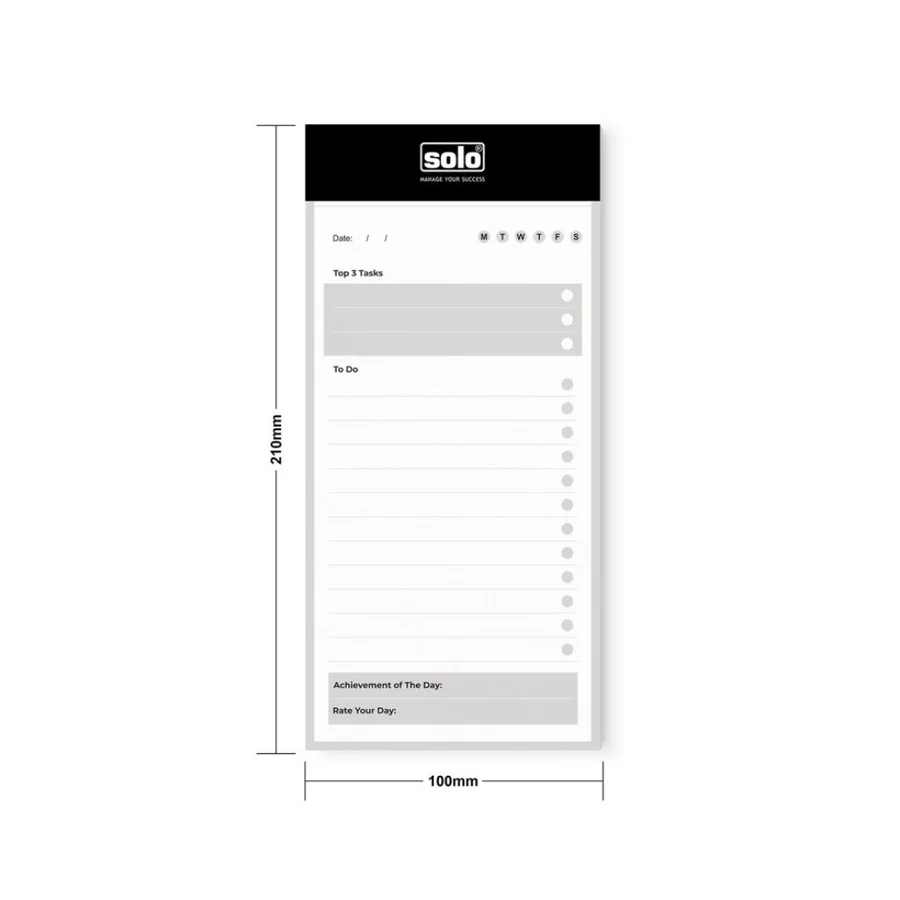 solo®
MANAGE YOUR SUCCESS
Date: / / M T W T F S
Top 3 Tasks
To Do
210mm
Achievement of The Day:
Rate Your Day:
100mm